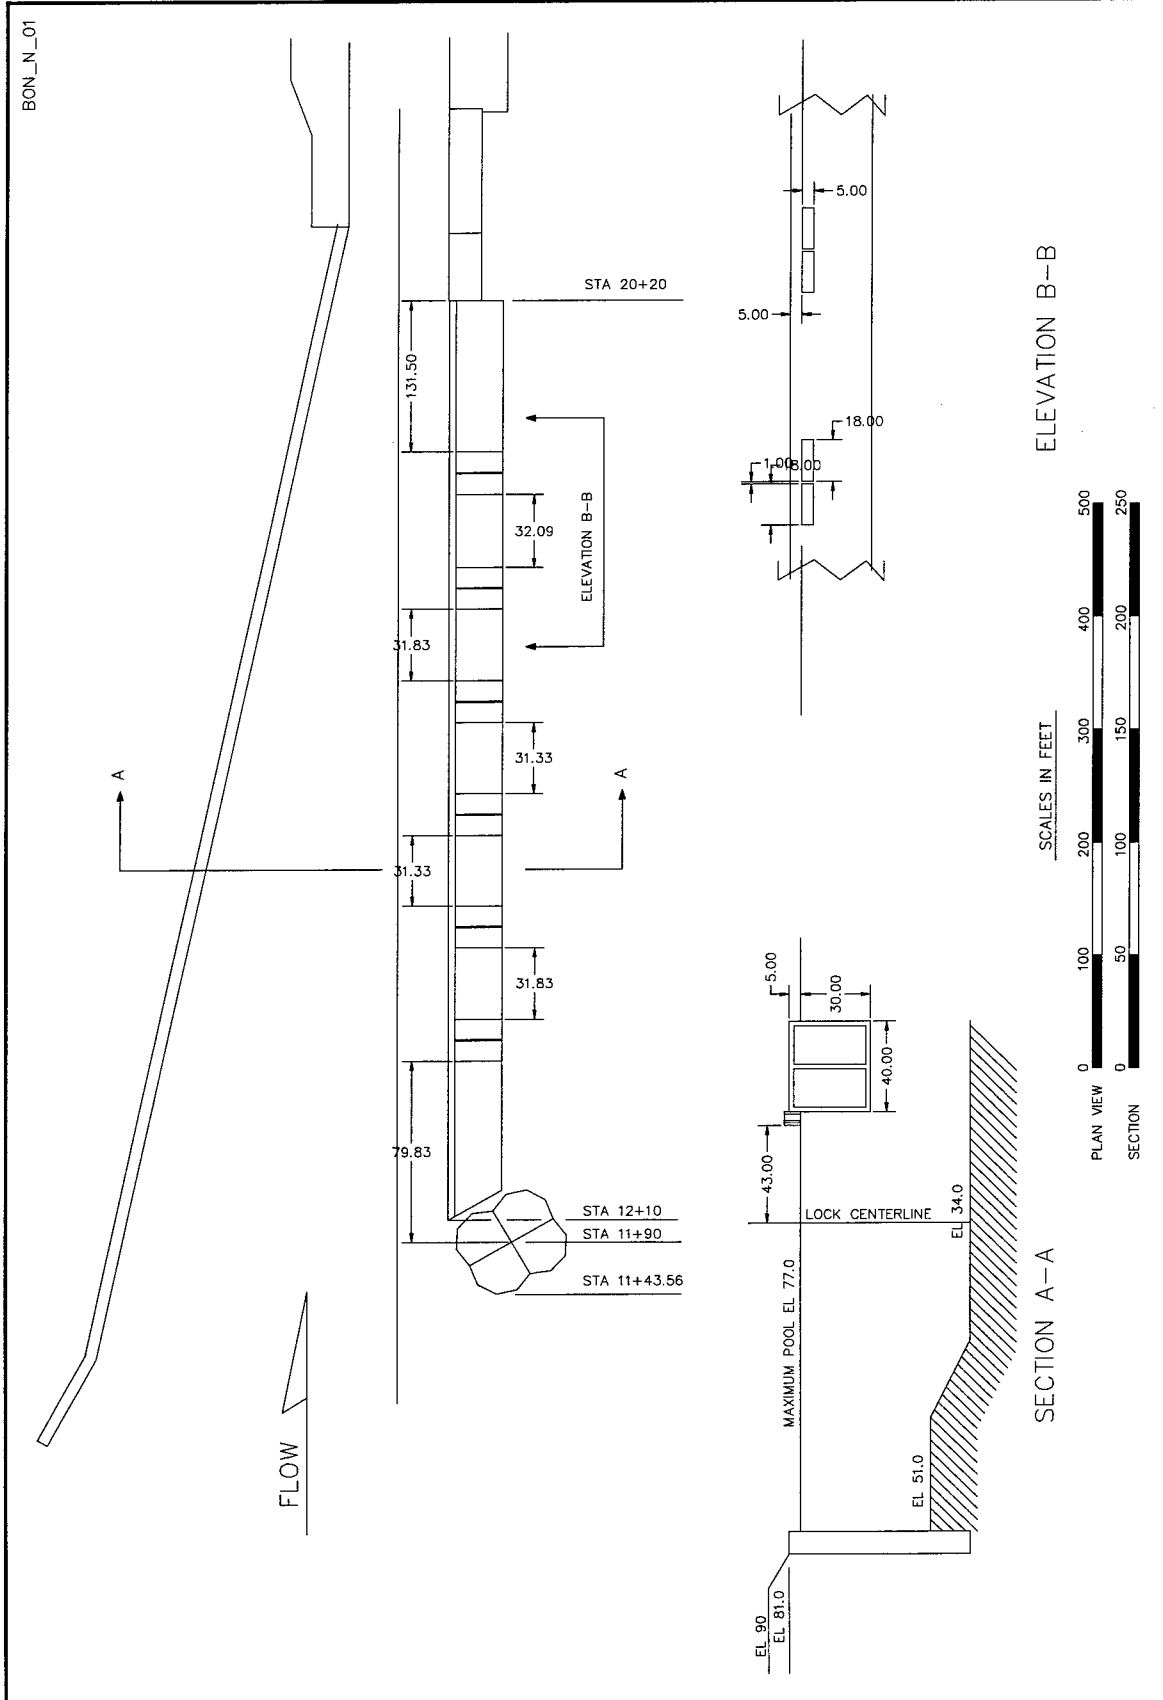 BON_N_01
FLOW
A
A
STA 20+20
131.50
32.09
31.83
31.33
31.33
31.83
79.83
ELEVATION B-B
STA 12+10
STA 11+90
STA 11+43.56
5.00
5.00
18.00
1.00
18.00
ELEVATION B-B
EL 90
EL 81.0
EL 51.0
MAXIMUM POOL EL 77.0
LOCK CENTERLINE
EL 34.0
43.00
5.00
30.00
40.00
SECTION A-A
SCALES IN FEET
PLAN VIEW 0 100 200 300 400 500
SECTION 0 50 100 150 200 250